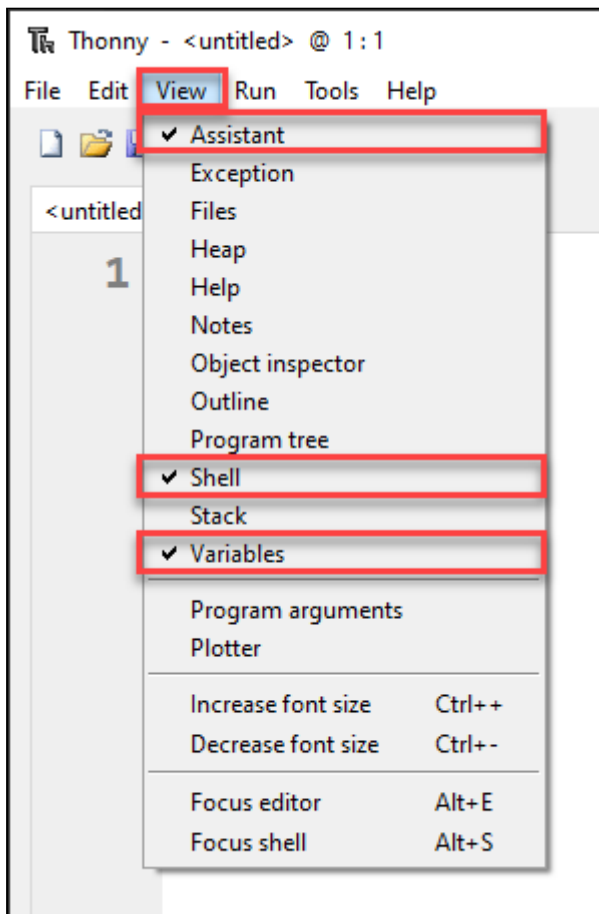 Thonny - <untitled> @ 1:1
File Edit View Run Tools Help
<untitled
1
✓ Assistant
Exception
Files
Heap
Help
Notes
Object inspector
Outline
Program tree
✓ Shell
Stack
✓ Variables
Program arguments
Plotter
Increase font size Ctrl++
Decrease font size Ctrl+-
Focus editor Alt+E
Focus shell Alt+S